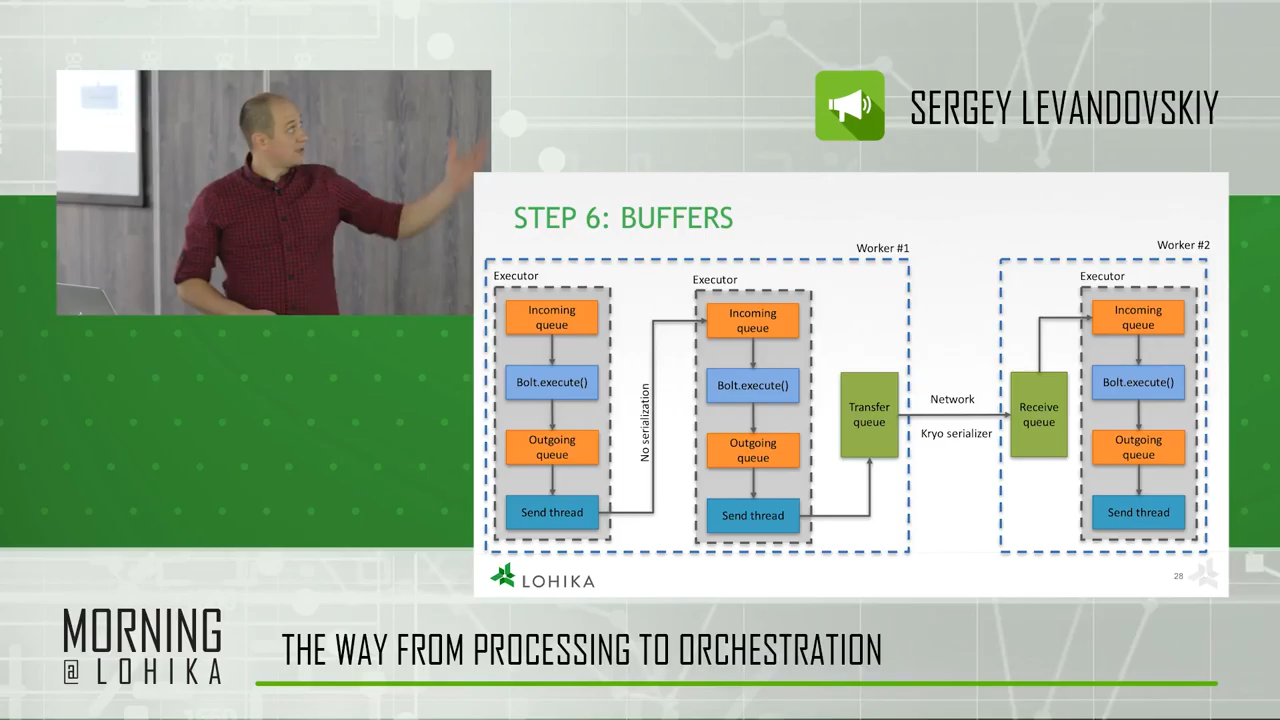 SERGEY LEVANDOVSKIY
STEP 6: BUFFERS
Worker #1
Executor
Incoming
queue
Bolt.execute()
Outgoing
queue
Send thread
No serialization
Executor
Incoming
queue
Bolt.execute()
Outgoing
queue
Send thread
Transfer
queue
Network
Kryo serializer
Worker #2
Receive
queue
Executor
Incoming
queue
Bolt.execute()
Outgoing
queue
Send thread
LOHIKA
28
MORNING
@ LOHIKA
THE WAY FROM PROCESSING TO ORCHESTRATION